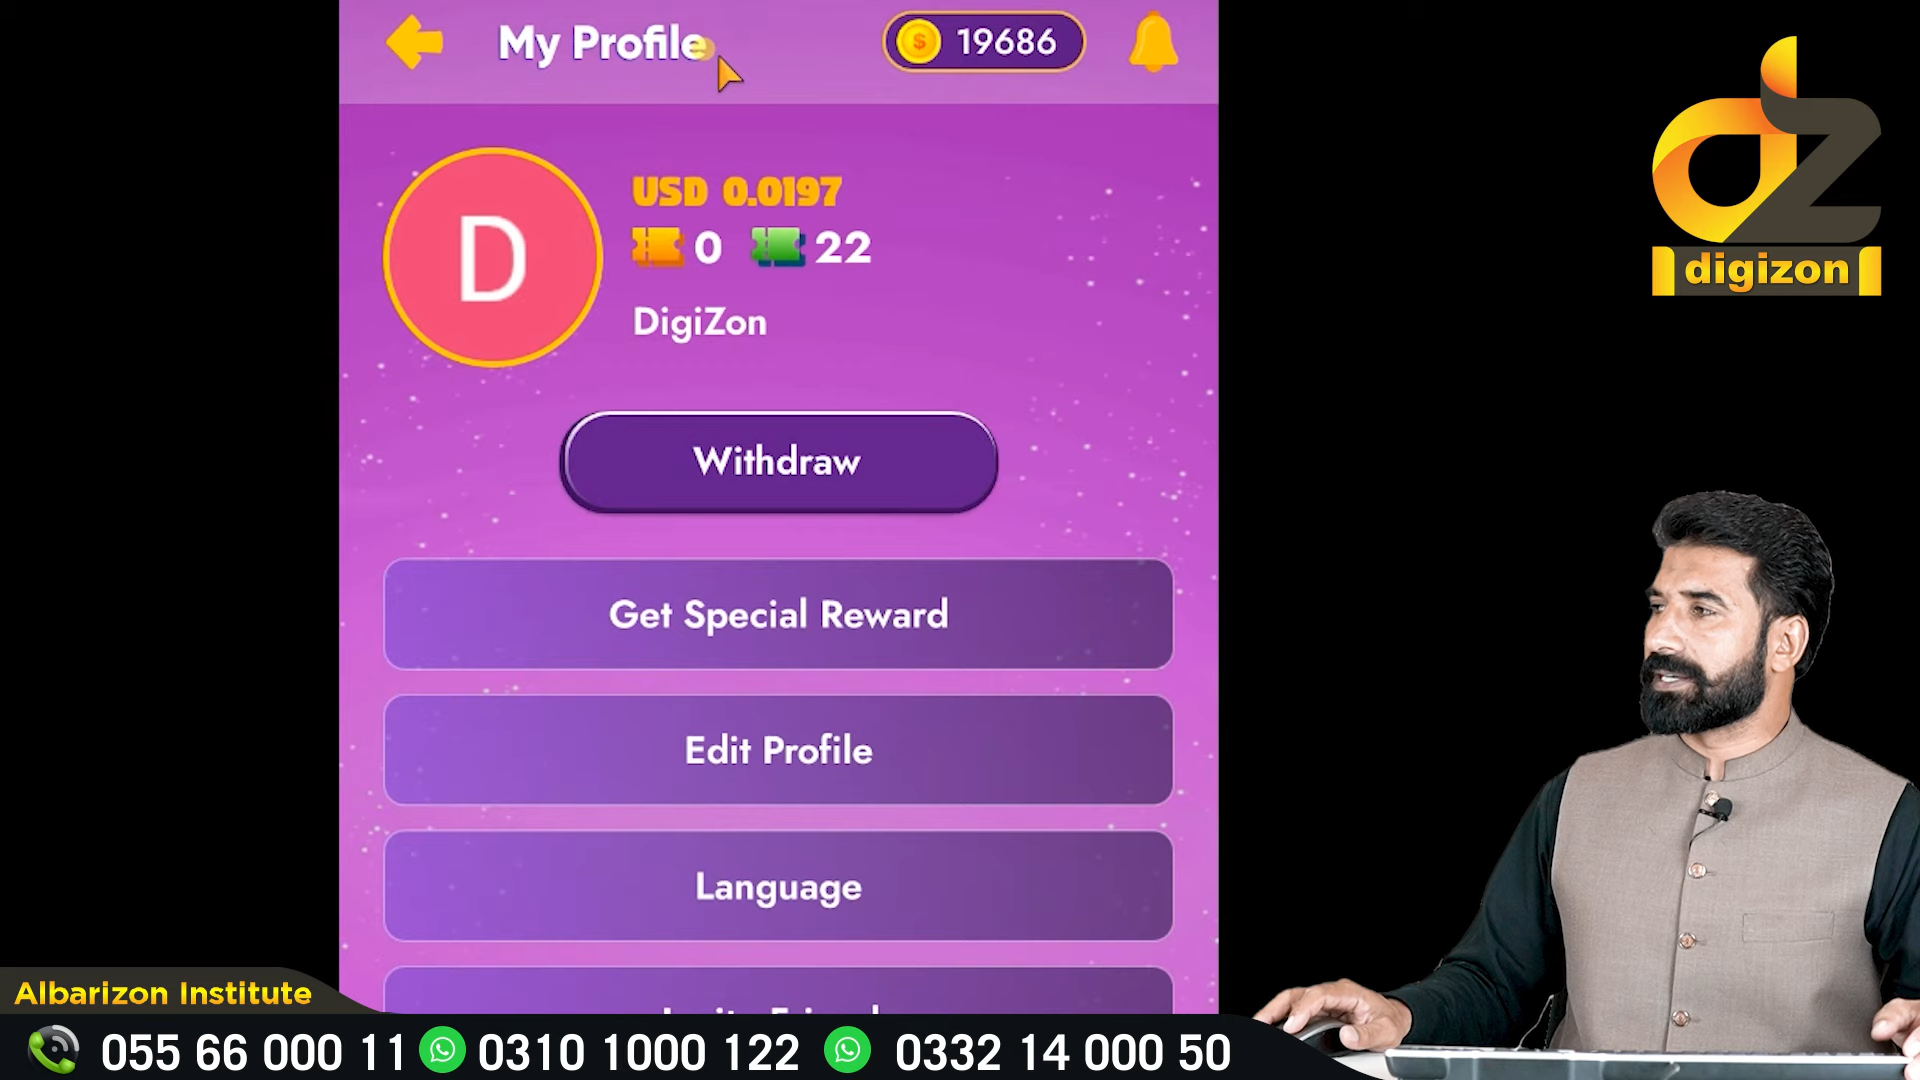 My Profile
19686
USD 0.0197
0 22
D
DigiZon
Withdraw
Get Special Reward
Edit Profile
Language
dz
digizon
Albarizon Institute
055 66 000 11 0310 1000 122 0332 14 000 50